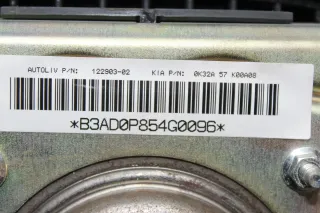 AUTOLIV P/N: 122903-02 KIA P/N: 0K32A 57 K00A08
*B3AD0P854G0096*